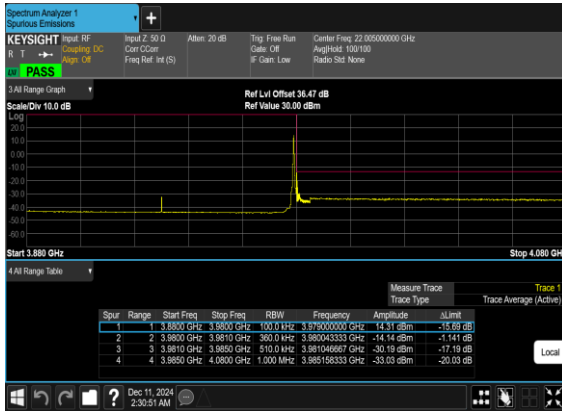 Spectrum Analyzer 1
Spurious Emissions
KEYSIGHT Input: RF Input Z: 50 Ω Atten: 20 dB Trig: Free Run Center Freq: 22.005000000 GHz
R T Coupling: DC Corr CCorr Gate: Off Avg|Hold: 100/100
Align: Off Freq Ref: Int (S) IF Gain: Low Radio Std: None
PASS
3 All Range Graph
Ref Lvl Offset 36.47 dB
Scale/Div 10.0 dB Ref Value 30.00 dBm
Log
20.0
10.0
0.00
-10.0
-20.0
-30.0
-40.0
-50.0
-60.0
Start 3.880 GHz Stop 4.080 GH
4 All Range Table
Measure Trace Trace 1
Trace Type Trace Average (Active)
Spur Range Start Freq Stop Freq RBW Frequency Amplitude ΔLimit
1 1 3.8800 GHz 3.9800 GHz 100.0 kHz 3.979000000 GHz 14.31 dBm -15.69 dB
2 2 3.9800 GHz 3.9810 GHz 360.0 kHz 3.980043333 GHz -14.14 dBm -1.141 dB
3 3 3.9810 GHz 3.9850 GHz 510.0 kHz 3.981046667 GHz -30.19 dBm -17.19 dB
4 4 3.9850 GHz 4.0800 GHz 1.000 MHz 3.985158333 GHz -33.03 dBm -20.03 dB
Local
Dec 11, 2024
2:30:51 AM